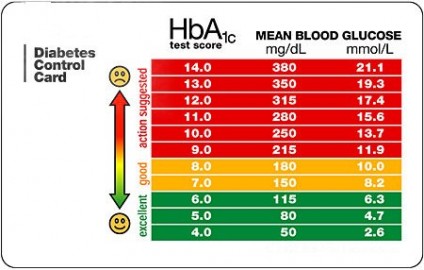 Diabetes
Control
Card
HbA1c
test score
MEAN BLOOD GLUCOSE
mg/dL mmol/L
14.0 380 21.1
13.0 350 19.3
12.0 315 17.4
11.0 280 15.6
10.0 250 13.7
9.0 215 11.9
8.0 180 10.0
7.0 150 8.2
6.0 115 6.3
5.0 80 4.7
4.0 50 2.6
action suggested
good
excellent